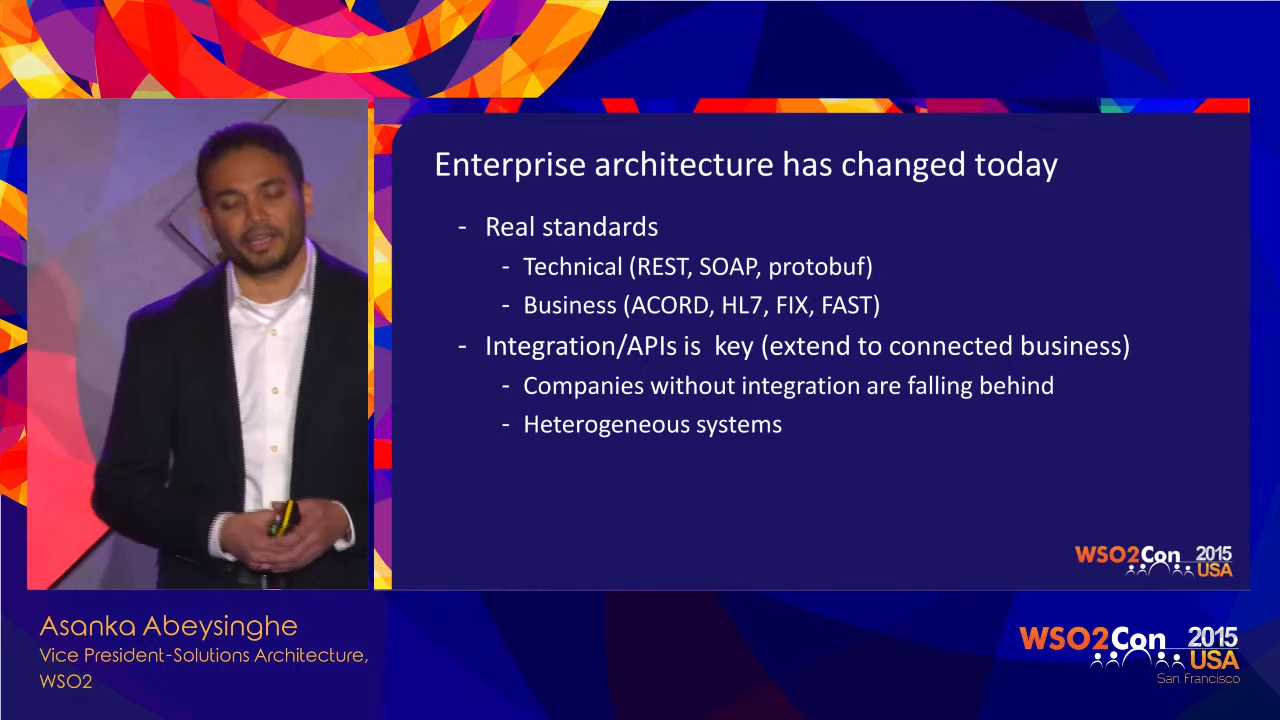 Enterprise architecture has changed today
- Real standards
- Technical (REST, SOAP, protobuf)
- Business (ACORD, HL7, FIX, FAST)
- Integration/APIs is  key (extend to connected business)
- Companies without integration are falling behind
- Heterogeneous systems
WSO2Con 2015
USA
Asanka Abeysinghe
Vice President-Solutions Architecture,
WSO2
WSO2Con 2015
USA
San Francisco